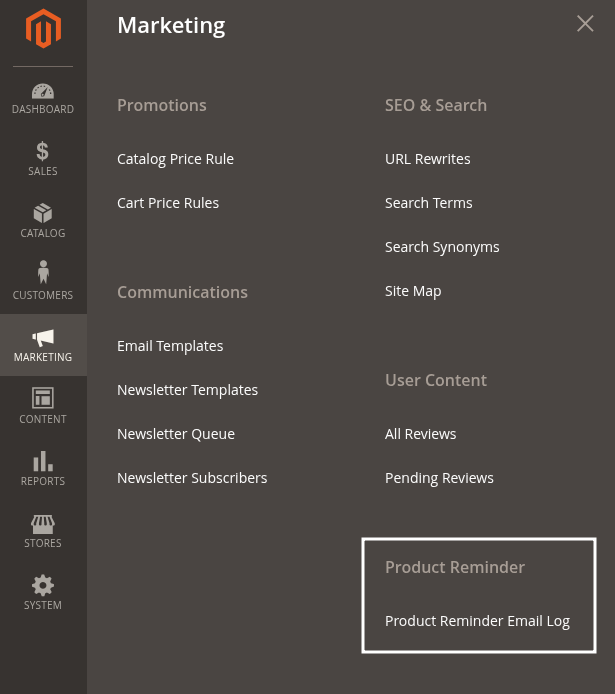 DASHBOARD
SALES
CATALOG
CUSTOMERS
MARKETING
CONTENT
REPORTS
STORES
SYSTEM
Marketing
Promotions
Catalog Price Rule
Cart Price Rules
Communications
Email Templates
Newsletter Templates
Newsletter Queue
Newsletter Subscribers
SEO & Search
URL Rewrites
Search Terms
Search Synonyms
Site Map
User Content
All Reviews
Pending Reviews
Product Reminder
Product Reminder Email Log